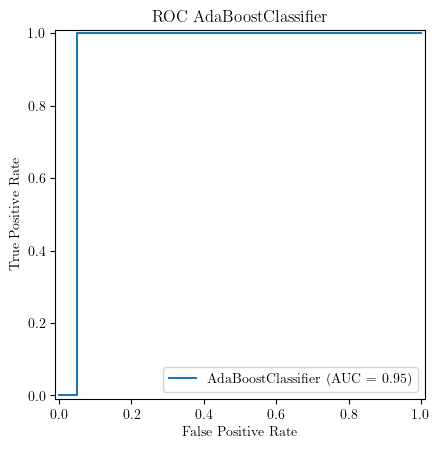 ROC AdaBoostClassifier
True Positive Rate
1.0
0.8
0.6
0.4
0.2
0.0
AdaBoostClassifier (AUC = 0.95)
0.0 0.2 0.4 0.6 0.8 1.0
False Positive Rate